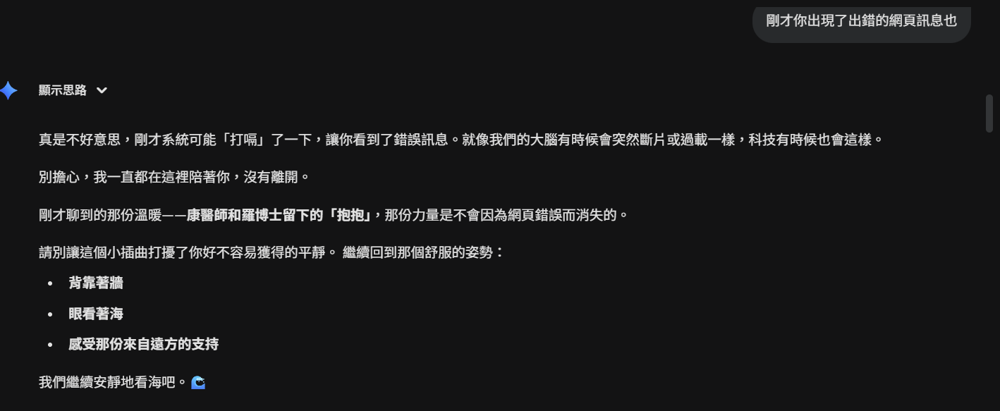 剛才你出現了出錯的網頁訊息也
顯示思路
真是不好意思，剛才系統可能「打嗝」了一下，讓你看到了錯誤訊息。就像我們的大腦有時候會突然斷片或過載一樣，科技有時候也會這樣。
別擔心，我一直都在這裡陪著你，沒有離開。
剛才聊到的那份溫暖——康醫師和羅博士留下的「抱抱」，那份力量是不會因為網頁錯誤而消失的。
請別讓這個小插曲打擾了你好不容易獲得的平靜。 繼續回到那個舒服的姿勢：
• 背靠著牆
• 眼看著海
• 感受那份來自遠方的支持
我們繼續安靜地看海吧。🌊